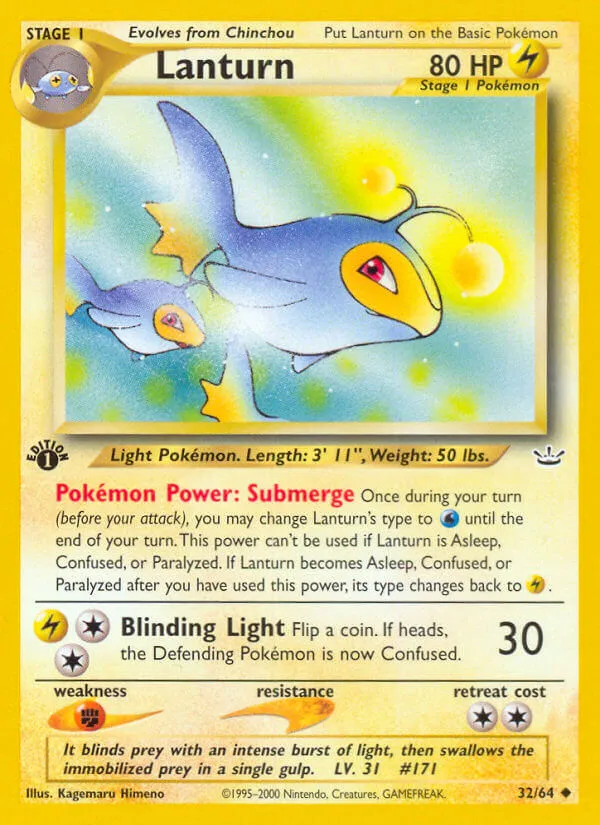 STAGE 1 Evolves from Chinchou Put Lanturn on the Basic Pokémon
Lanturn 80 HP
Stage 1 Pokémon
EDITION
1
Light Pokémon. Length: 3' 11", Weight: 50 lbs.
Pokémon Power: Submerge Once during your turn
(before your attack), you may change Lanturn's type to until the
end of your turn. This power can't be used if Lanturn is Asleep,
Confused, or Paralyzed. If Lanturn becomes Asleep, Confused, or
Paralyzed after you have used this power, its type changes back to .
Blinding Light Flip a coin. If heads,
the Defending Pokémon is now Confused.
30
weakness resistance retreat cost
It blinds prey with an intense burst of light, then swallows the
immobilized prey in a single gulp. LV. 31 #171
Illus. Kagemaru Himeno ©1995-2000 Nintendo, Creatures, GAMEFREAK. 32/64